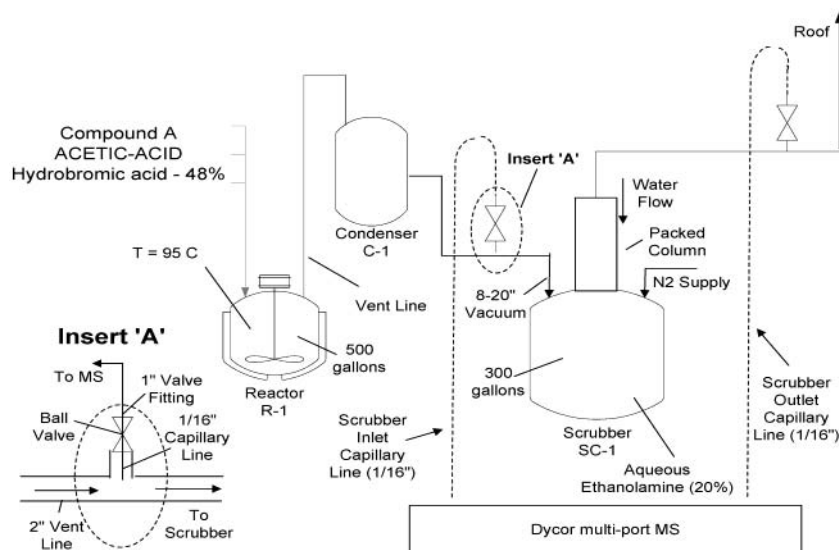 Roof
Compound A
ACETIC-ACID
Hydrobromic acid - 48%
Insert 'A'
Water
Flow
Condenser
C-1
Packed
Column
T = 95 C
N2 Supply
8-20"
Vacuum
Vent Line
Insert 'A'
To MS
1" Valve
Fitting
500
gallons
300
gallons
Ball
Valve
1/16"
Capillary
Line
Reactor
R-1
Scrubber
Inlet
Capillary
Line (1/16")
Scrubber
SC-1
Scrubber
Outlet
Capillary
Line (1/16")
Aqueous
Ethanolamine (20%)
2" Vent
Line
To
Scrubber
Dycor multi-port MS